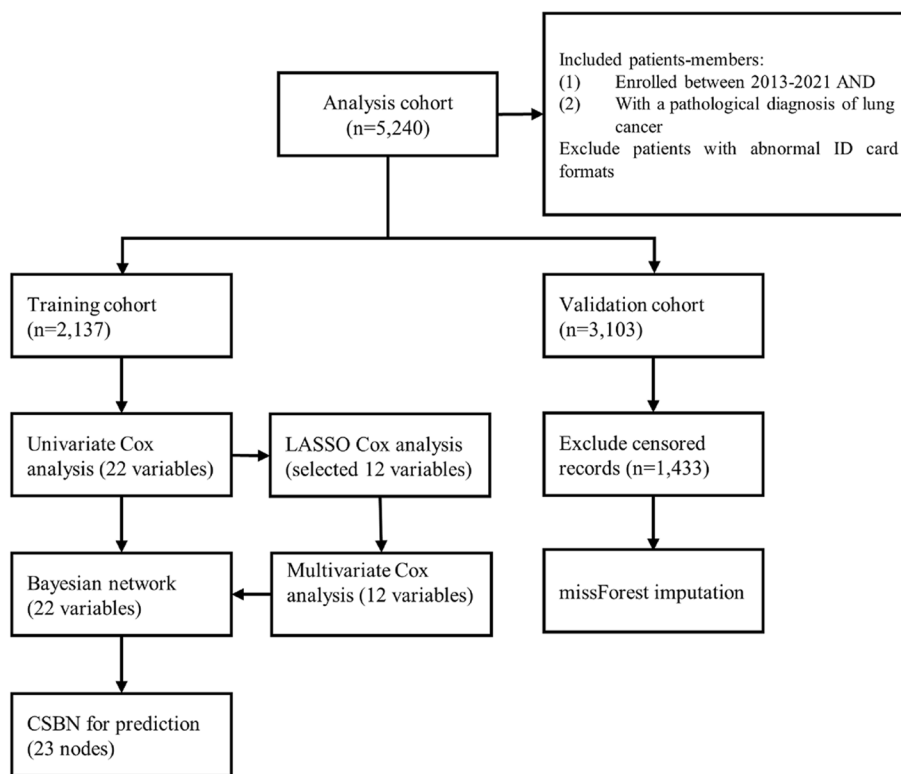 Analysis cohort
(n=5,240)
Included patients-members:
(1) Enrolled between 2013-2021 AND
(2) With a pathological diagnosis of lung
cancer
Exclude patients with abnormal ID card
formats
Training cohort
(n=2,137)
Validation cohort
(n=3,103)
Univariate Cox
analysis (22 variables)
LASSO Cox analysis
(selected 12 variables)
Exclude censored
records (n=1,433)
Bayesian network
(22 variables)
Multivariate Cox
analysis (12 variables)
missForest imputation
CSBN for prediction
(23 nodes)